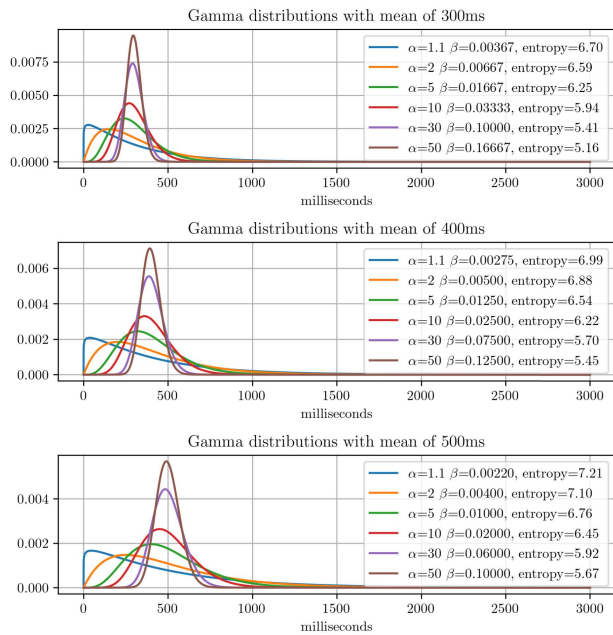 Gamma distributions with mean of 300ms
α=1.1 β=0.00367, entropy=6.70
α=2 β=0.00667, entropy=6.59
α=5 β=0.01667, entropy=6.25
α=10 β=0.03333, entropy=5.94
α=30 β=0.10000, entropy=5.41
α=50 β=0.16667, entropy=5.16
0.0075
0.0050
0.0025
0.0000
0 500 1000 1500 2000 2500 3000
milliseconds
Gamma distributions with mean of 400ms
α=1.1 β=0.00275, entropy=6.99
α=2 β=0.00500, entropy=6.88
α=5 β=0.01250, entropy=6.54
α=10 β=0.02500, entropy=6.22
α=30 β=0.07500, entropy=5.70
α=50 β=0.12500, entropy=5.45
0.006
0.004
0.002
0.000
0 500 1000 1500 2000 2500 3000
milliseconds
Gamma distributions with mean of 500ms
α=1.1 β=0.00220, entropy=7.21
α=2 β=0.00400, entropy=7.10
α=5 β=0.01000, entropy=6.76
α=10 β=0.02000, entropy=6.45
α=30 β=0.06000, entropy=5.92
α=50 β=0.10000, entropy=5.67
0.004
0.002
0.000
0 500 1000 1500 2000 2500 3000
milliseconds